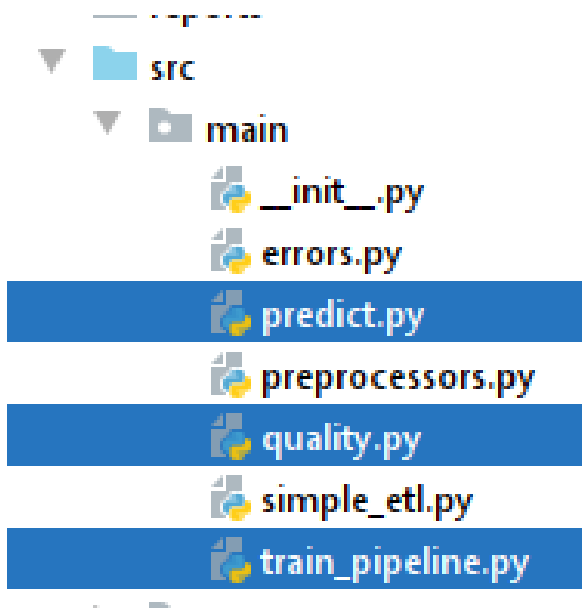 src
main
__init__.py
errors.py
predict.py
preprocessors.py
quality.py
simple_etl.py
train_pipeline.py